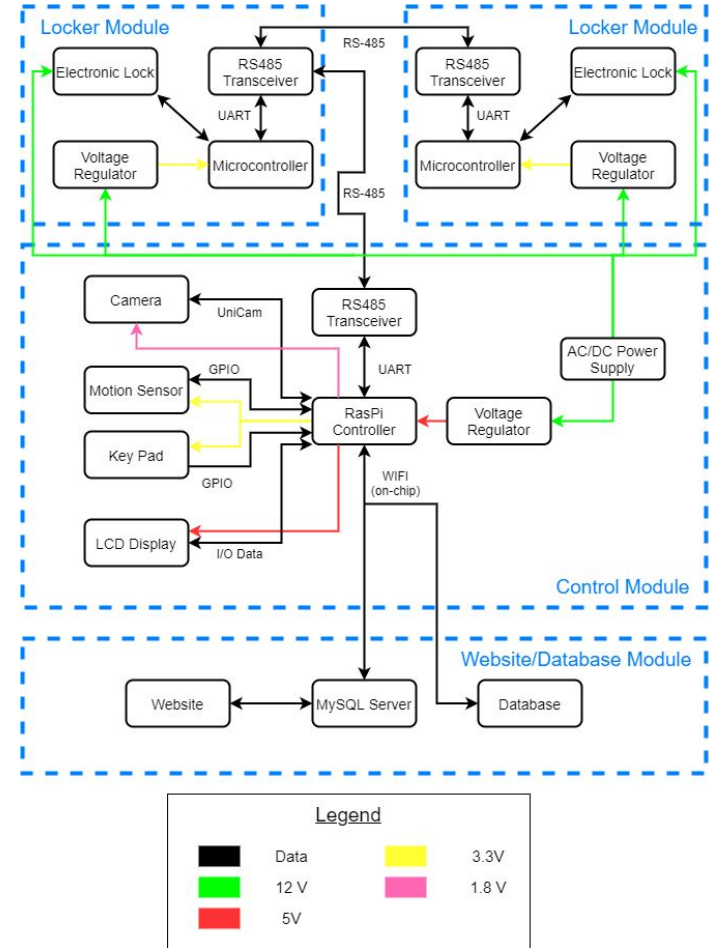 Locker Module
Locker Module
RS-485
Electronic Lock
RS485
Transceiver
RS485
Transceiver
Electronic Lock
UART
UART
Voltage
Regulator
Microcontroller
Microcontroller
Voltage
Regulator
RS-485
Camera
UniCam
RS485
Transceiver
AC/DC Power
Supply
UART
GPIO
Motion Sensor
RasPi
Controller
Voltage
Regulator
Key Pad
GPIO
WIFI
(on-chip)
LCD Display
I/O Data
Control Module
Website/Database Module
Website
MySQL Server
Database
Legend
Data
3.3V
12 V
1.8 V
5V